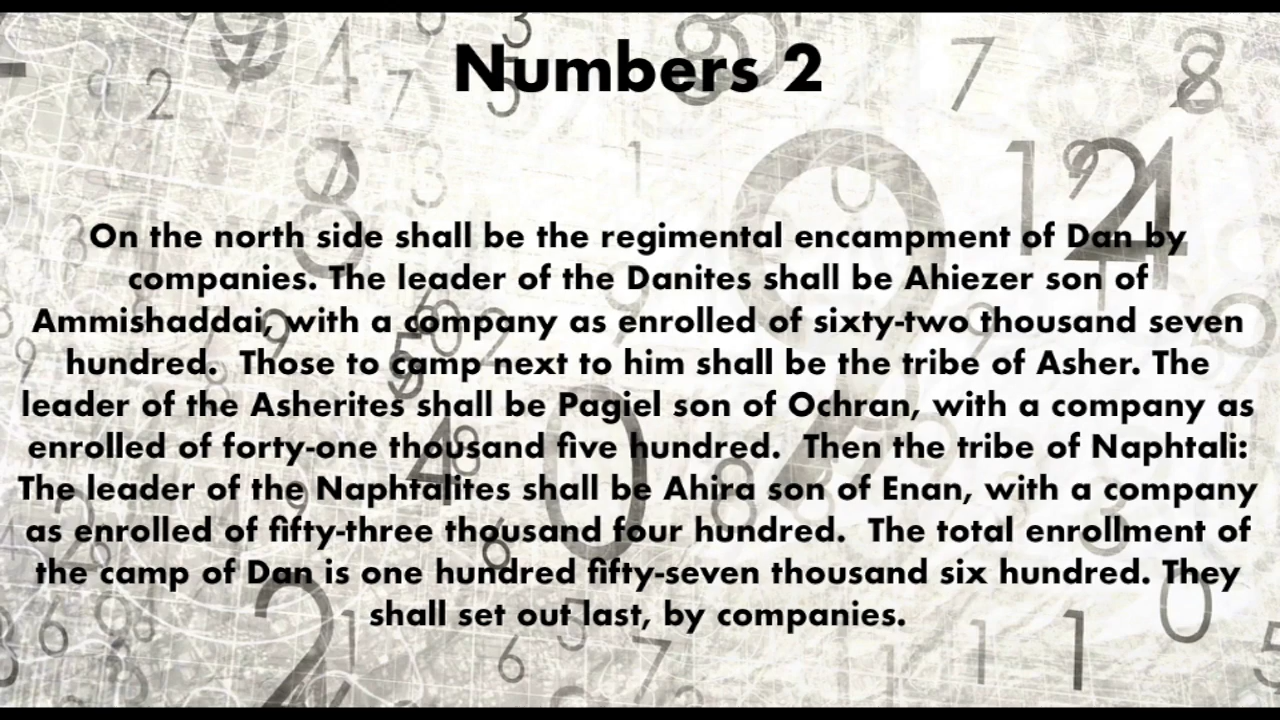 Numbers 2
On the north side shall be the regimental encampment of Dan by
companies. The leader of the Danites shall be Ahiezer son of
Ammishaddai, with a company as enrolled of sixty-two thousand seven
hundred.  Those to camp next to him shall be the tribe of Asher. The
leader of the Asherites shall be Pagiel son of Ochran, with a company as
enrolled of forty-one thousand five hundred.  Then the tribe of Naphtali:
The leader of the Naphtalites shall be Ahira son of Enan, with a company
as enrolled of fifty-three thousand four hundred.  The total enrollment of
the camp of Dan is one hundred fifty-seven thousand six hundred. They
shall set out last, by companies.